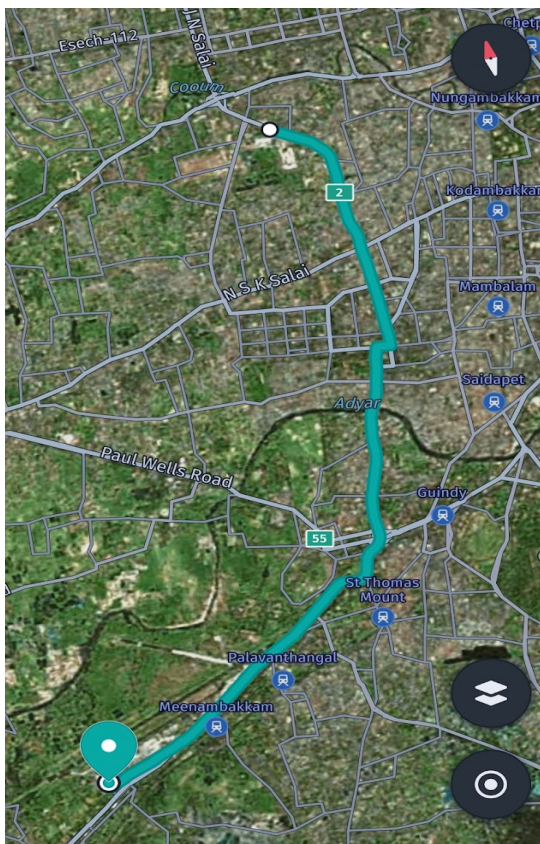 Esech-112
J N Salai
Chetp
Cooum
Nungambakkam
2
Kodambakkar
N S K Salai
Mambalam
Saidapet
Adyar
Paul Wells Road
Guindy
55
St Thomas
Mount
Palavanthangal
Meenambakkam